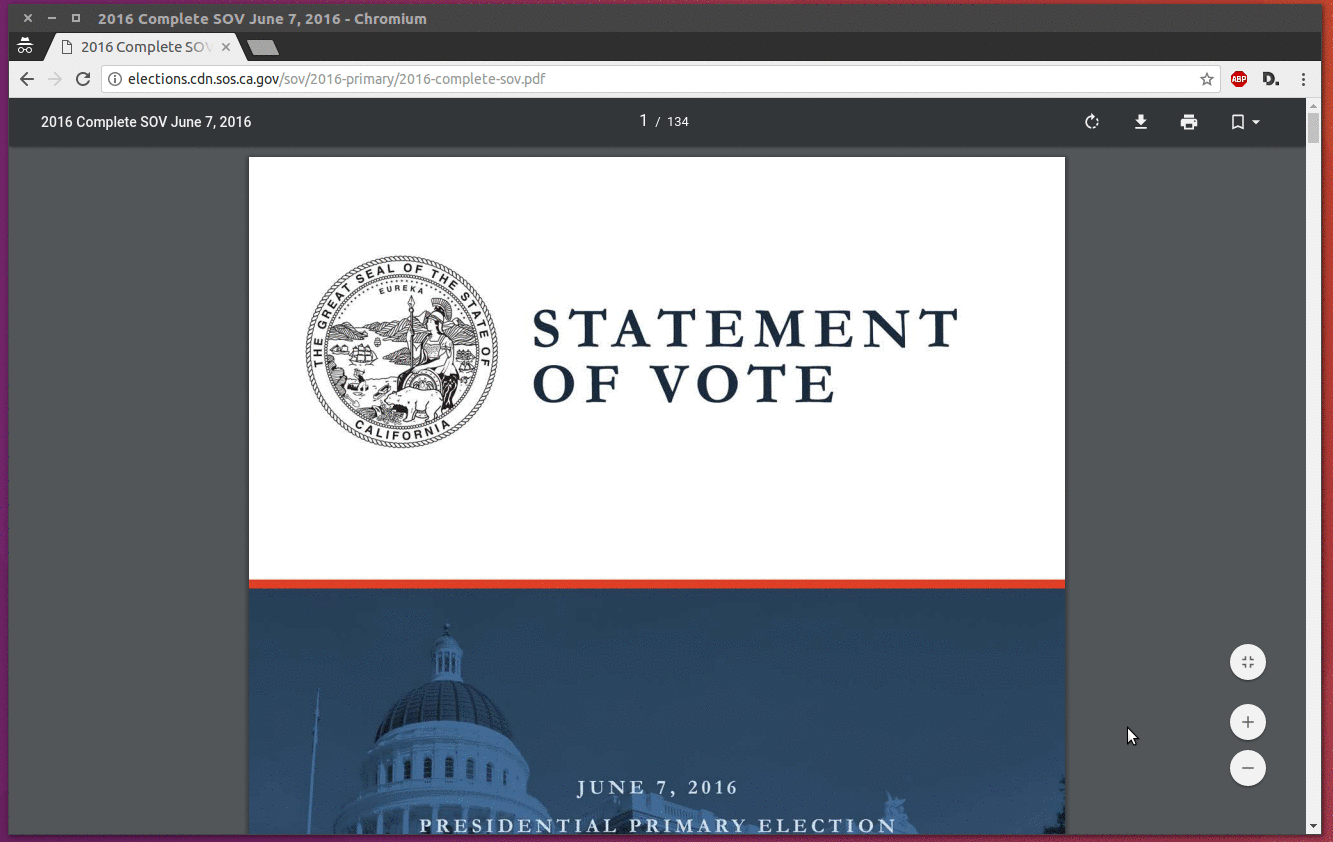 2016 Complete SOV June 7, 2016 - Chromium
2016 Complete SOV
elections.cdn.sos.ca.gov/sov/2016-primary/2016-complete-sov.pdf
ABP
D.
2016 Complete SOV June 7, 2016
1 / 134
THE GREAT SEAL OF THE STATE OF
EUREKA
CALIFORNIA
STATEMENT
OF VOTE
JUNE 7, 2016
PRESIDENTIAL PRIMARY ELECTION